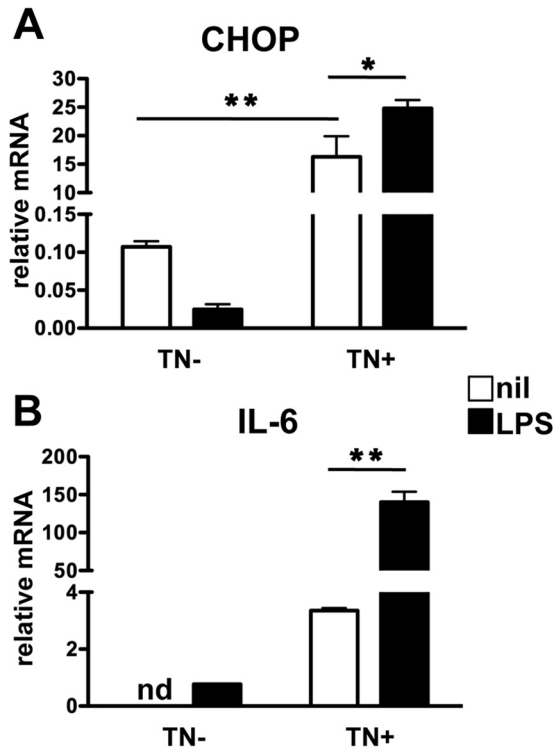 A
CHOP
relative mRNA
30
25
20
15
10
0.15
0.10
0.05
0.00
**
*
TN-
TN+
nil
LPS
B
IL-6
relative mRNA
200
150
100
50
4
2
0
**
nd
TN-
TN+